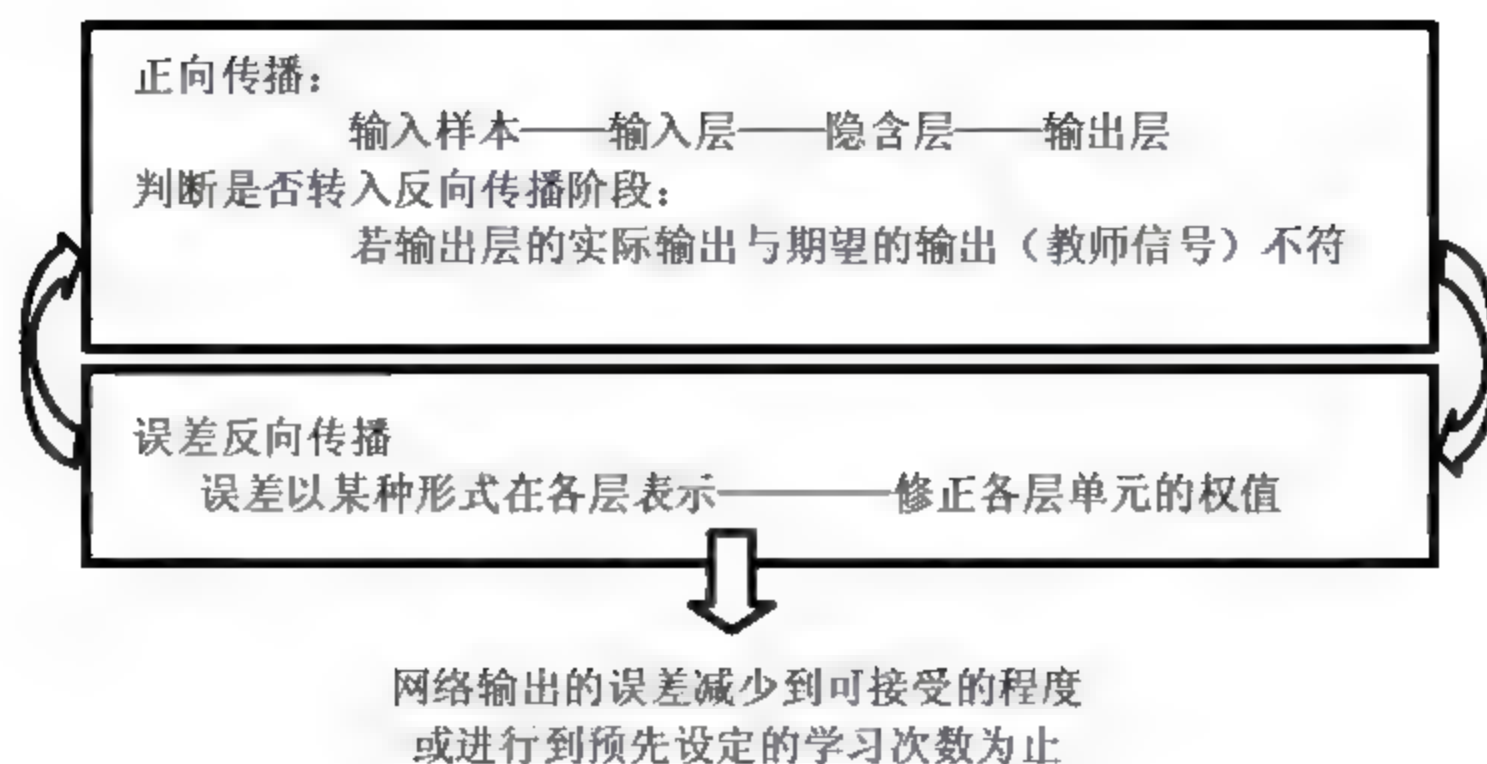 正向传播：
输入样本——输入层——隐含层——输出层
判断是否转入反向传播阶段：
若输出层的实际输出与期望的输出（教师信号）不符
误差反向传播
误差以某种形式在各层表示————修正各层单元的权值
网络输出的误差减少到可接受的程度
或进行到预先设定的学习次数为止